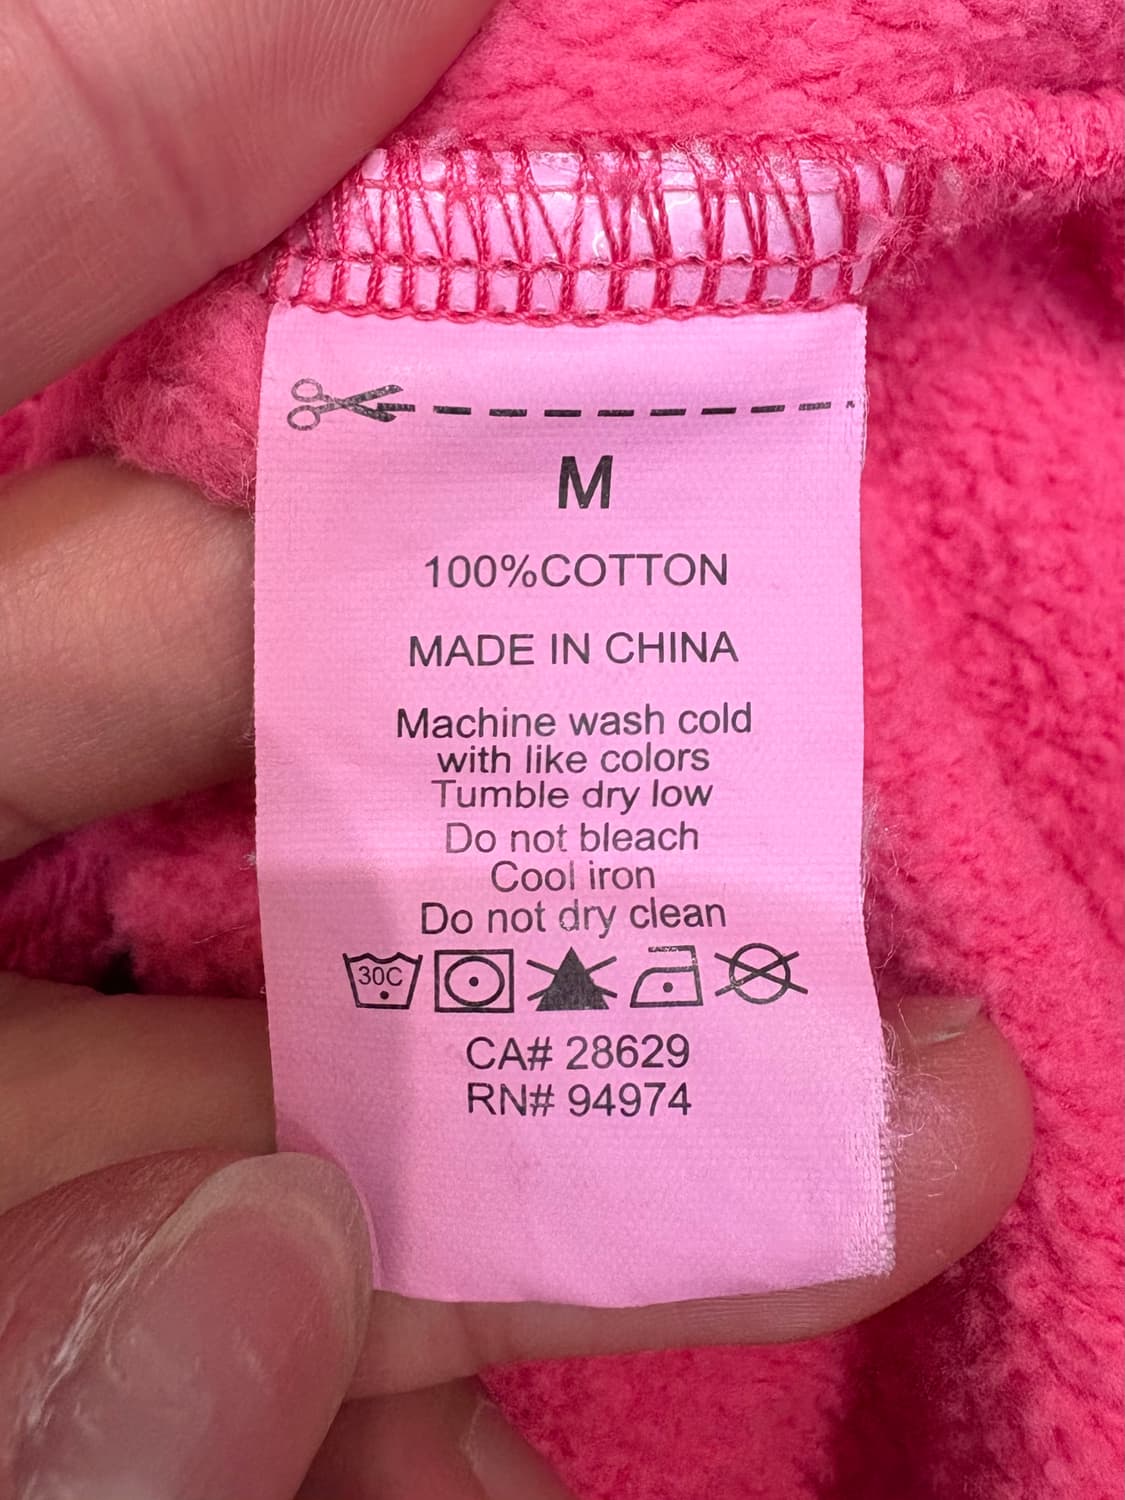 M
100%COTTON
MADE IN CHINA
Machine wash cold
with like colors
Tumble dry low
Do not bleach
Cool iron
Do not dry clean
30C
CA# 28629
RN# 94974